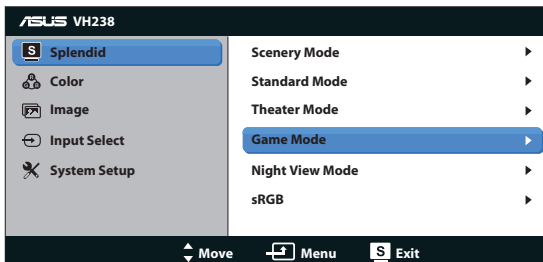 ASUS VH238
S Splendid
Color
Image
Input Select
System Setup
Scenery Mode
Standard Mode
Theater Mode
Game Mode
Night View Mode
sRGB
Move Menu S Exit